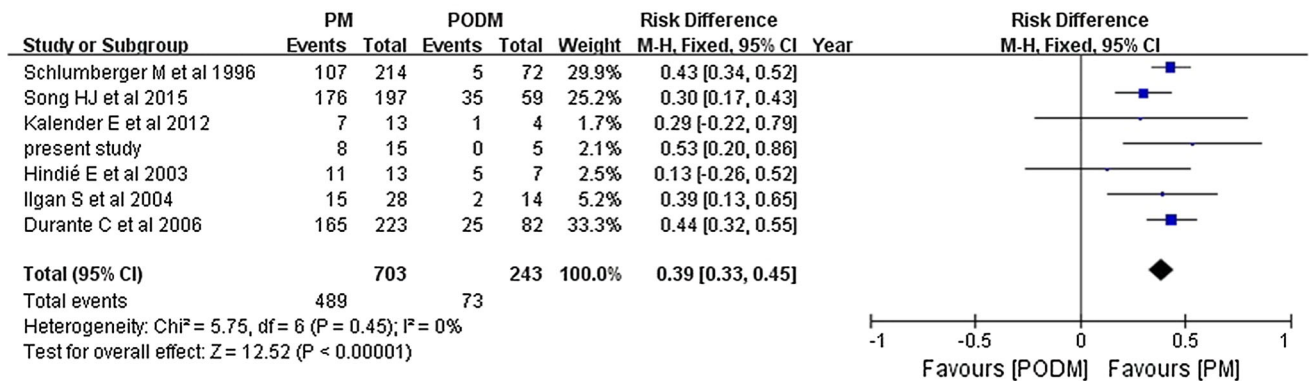 PM PODM Risk Difference Risk Difference
Study or Subgroup Events Total Events Total Weight M-H, Fixed, 95% CI Year M-H, Fixed, 95% CI
Schlumberger M et al 1996 107 214 5 72 29.9% 0.43 [0.34, 0.52]
Song HJ et al 2015 176 197 35 59 25.2% 0.30 [0.17, 0.43]
Kalender E et al 2012 7 13 1 4 1.7% 0.29 [-0.22, 0.79]
present study 8 15 0 5 2.1% 0.53 [0.20, 0.86]
Hindié E et al 2003 11 13 5 7 2.5% 0.13 [-0.26, 0.52]
Ilgan S et al 2004 15 28 2 14 5.2% 0.39 [0.13, 0.65]
Durante C et al 2006 165 223 25 82 33.3% 0.44 [0.32, 0.55]
Total (95% CI) 703 243 100.0% 0.39 [0.33, 0.45]
Total events 489 73
Heterogeneity: Chi² = 5.75, df = 6 (P = 0.45); I² = 0%
Test for overall effect: Z = 12.52 (P < 0.00001)
-1 -0.5 0 0.5 1
Favours [PODM] Favours [PM]